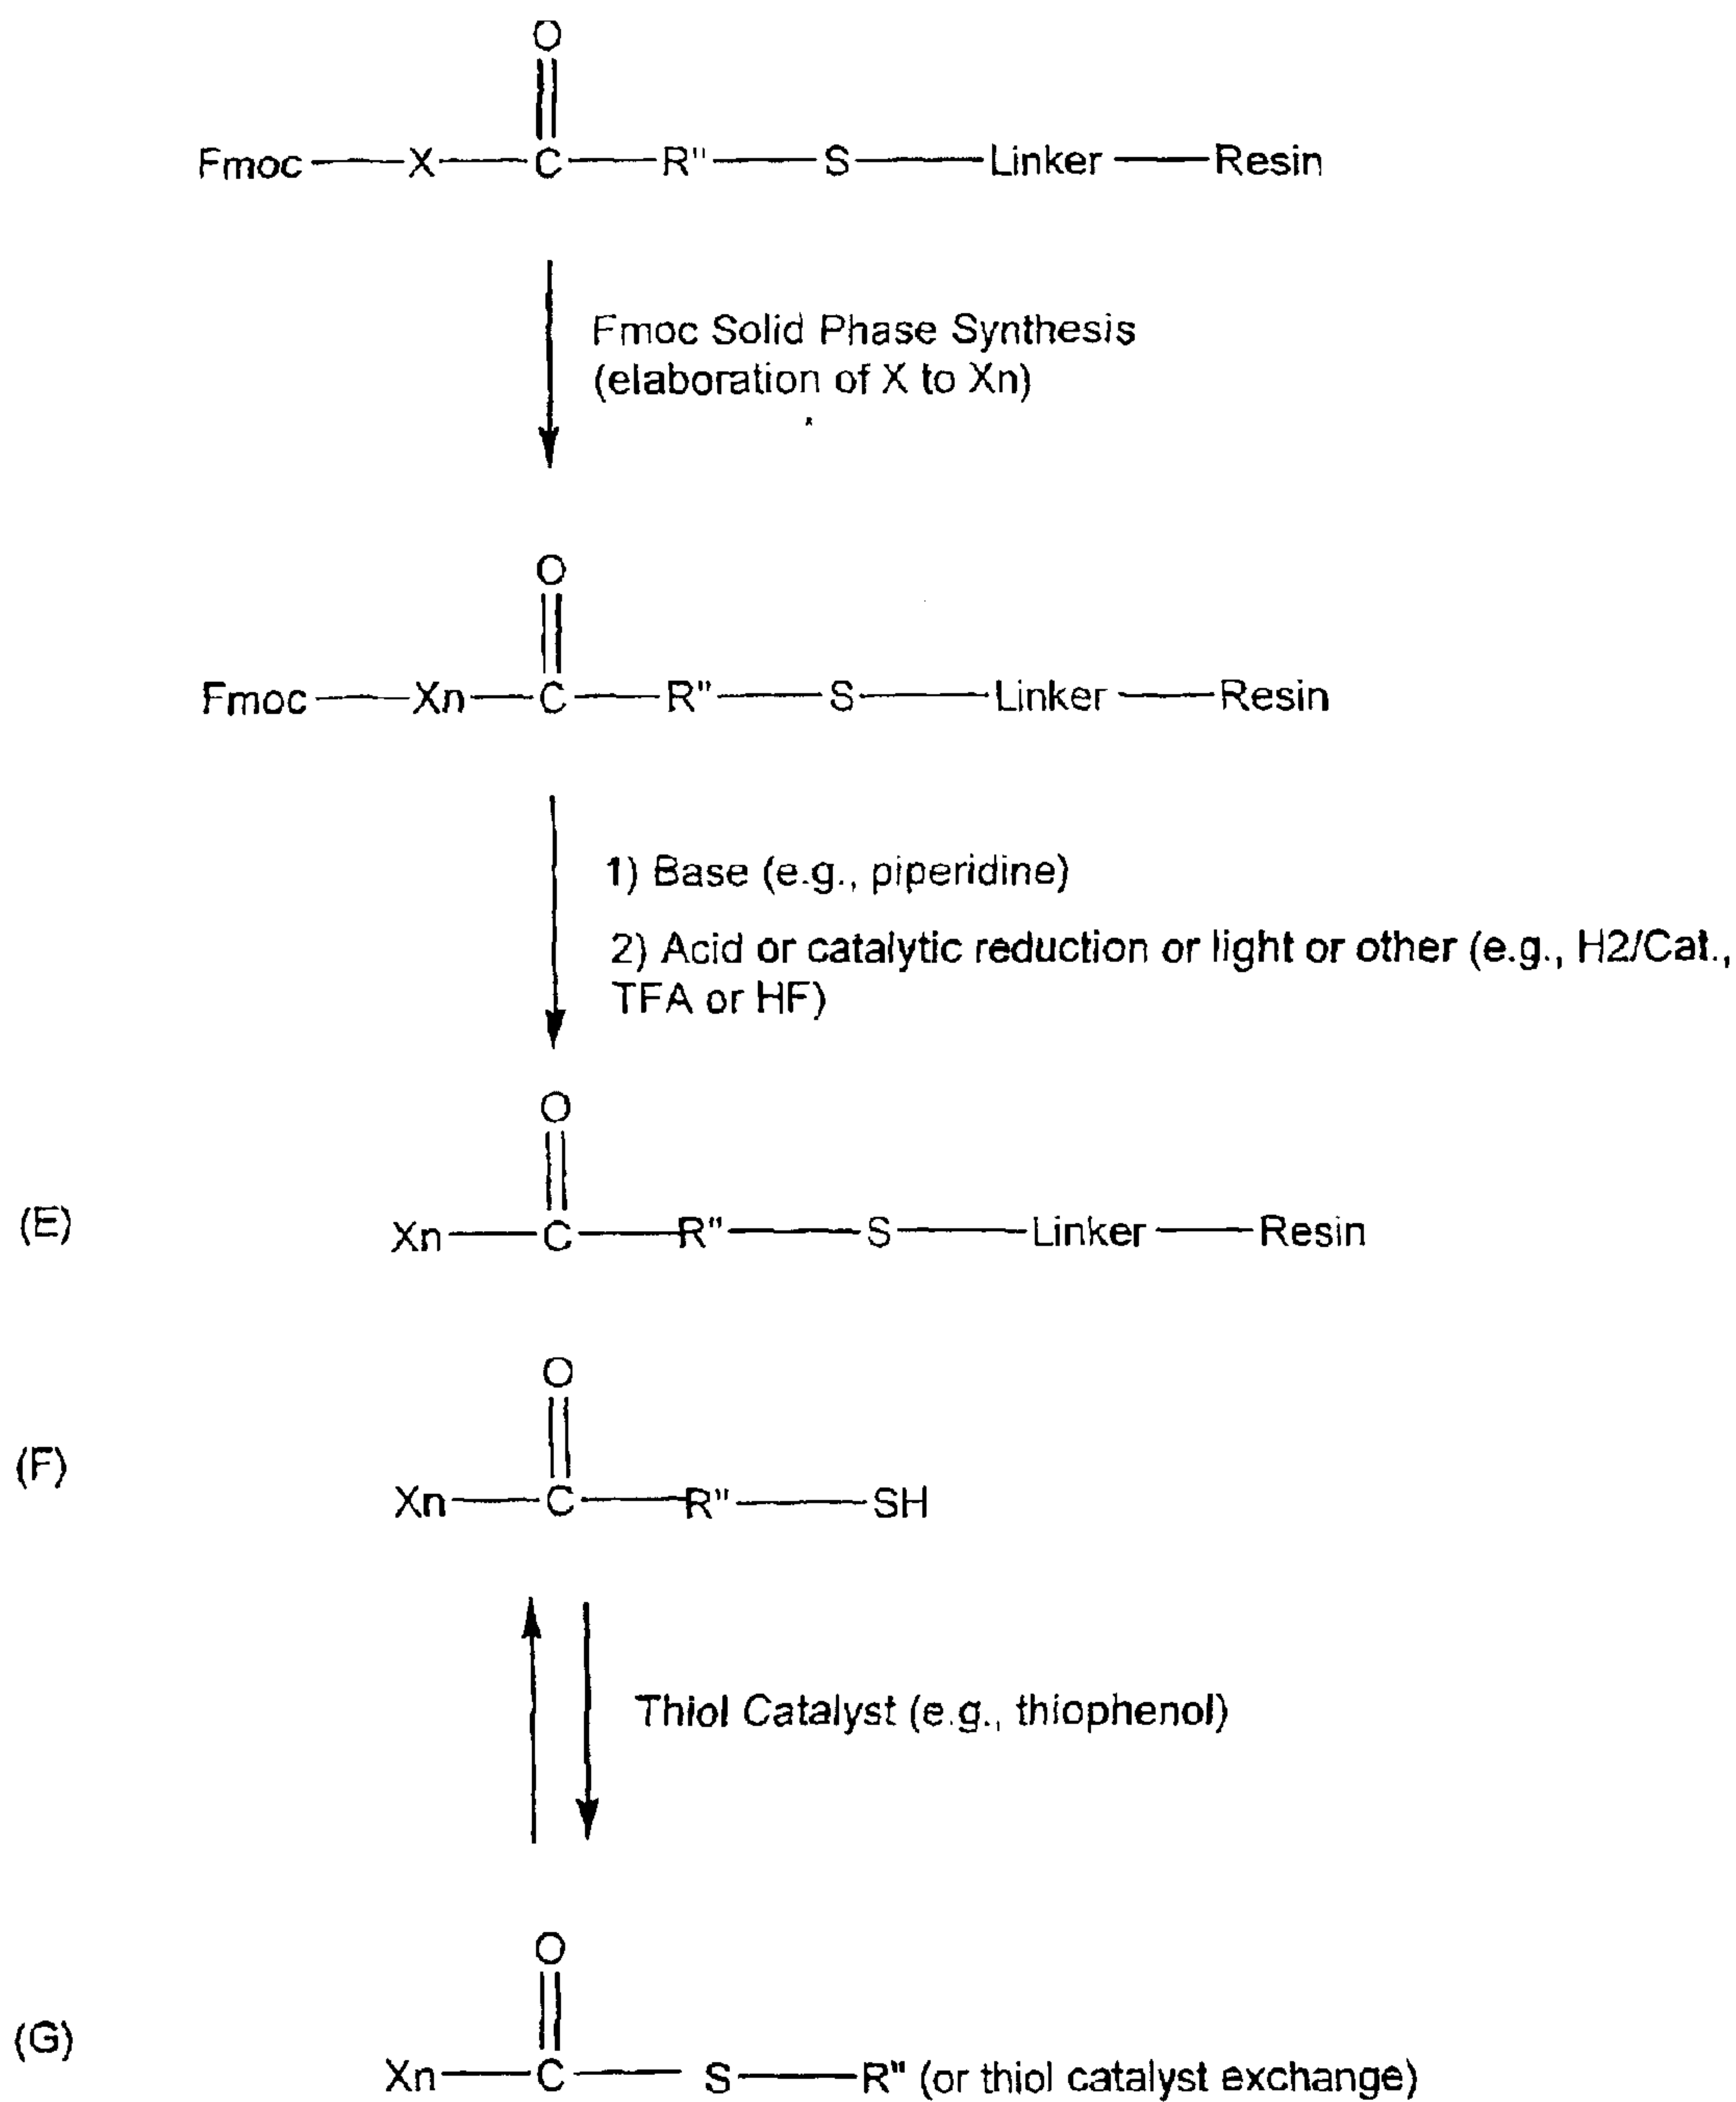 O
Fmoc X C R" S Linker Resin
Fmoc Solid Phase Synthesis
(elaboration of X to Xn)
O
Fmoc Xn C R" S Linker Resin
1) Base (e.g., piperidine)
2) Acid or catalytic reduction or light or other (e.g., H2/Cat.,
TFA or HF)
O
(E) Xn C R" S Linker Resin
O
(F) Xn C R" SH
Thiol Catalyst (e.g., thiophenol)
O
(G) Xn C S R" (or thiol catalyst exchange)